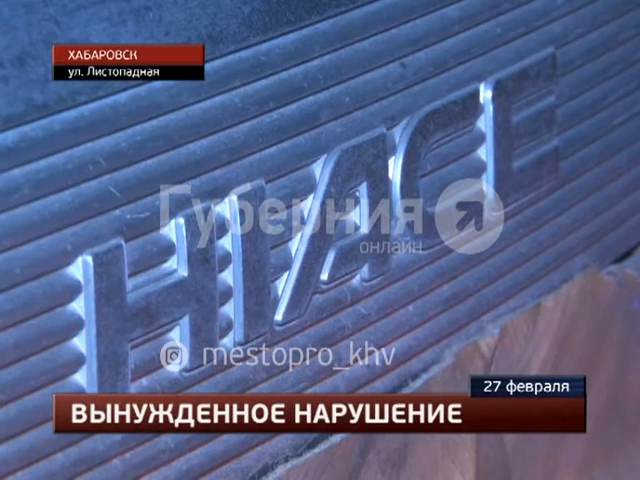 ХАБАРОВСК
ул. Листопадная
HIACE
Губерния
онлайн
mestopro_khv
27 февраля
ВЫНУЖДЕННОЕ НАРУШЕНИЕ